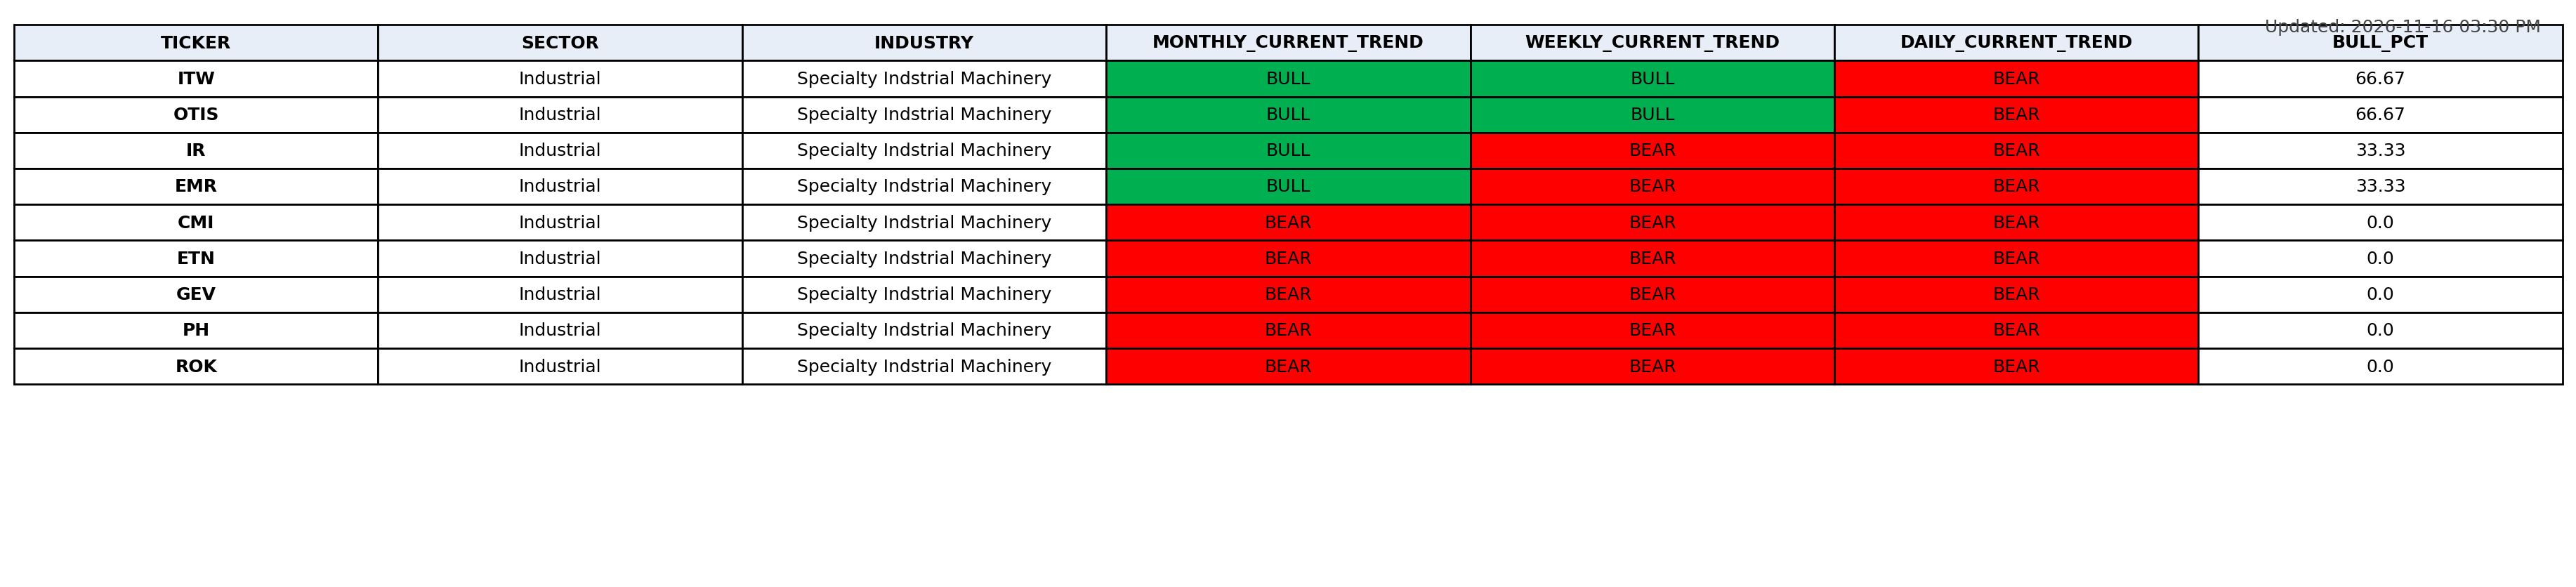 Updated: 2026-11-16 03:30 PM
TICKER SECTOR INDUSTRY MONTHLY_CURRENT_TREND WEEKLY_CURRENT_TREND DAILY_CURRENT_TREND BULL_PCT
ITW Industrial Specialty Indstrial Machinery BULL BULL BEAR 66.67
OTIS Industrial Specialty Indstrial Machinery BULL BULL BEAR 66.67
IR Industrial Specialty Indstrial Machinery BULL BEAR BEAR 33.33
EMR Industrial Specialty Indstrial Machinery BULL BEAR BEAR 33.33
CMI Industrial Specialty Indstrial Machinery BEAR BEAR BEAR 0.0
ETN Industrial Specialty Indstrial Machinery BEAR BEAR BEAR 0.0
GEV Industrial Specialty Indstrial Machinery BEAR BEAR BEAR 0.0
PH Industrial Specialty Indstrial Machinery BEAR BEAR BEAR 0.0
ROK Industrial Specialty Indstrial Machinery BEAR BEAR BEAR 0.0